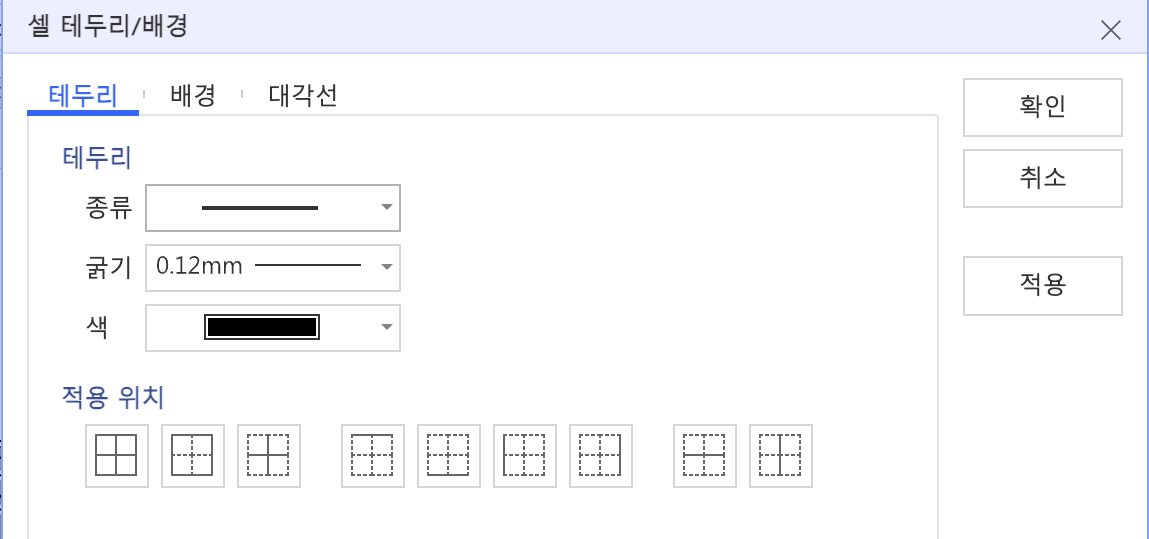 셀 테두리/배경
테두리 배경 대각선
확인
취소
적용
테두리
종류
굵기 0.12mm
색
적용 위치